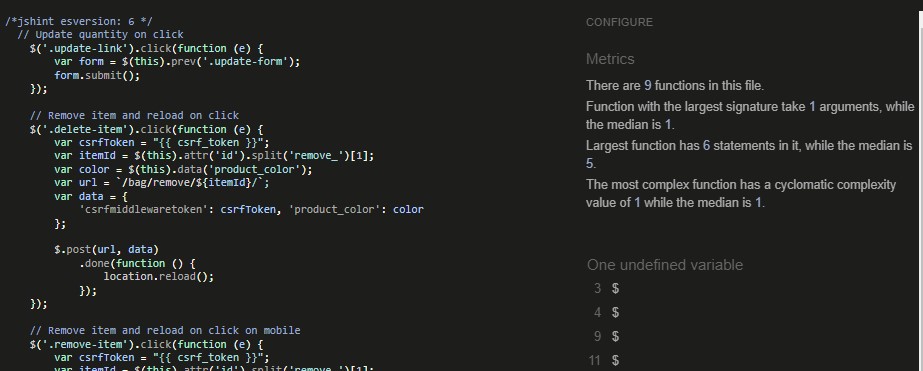 /*jshint esversion: 6 */
// Update quantity on click
$('.update-link').click(function (e) {
var form = $(this).prev('.update-form');
form.submit();
});
// Remove item and reload on click
$('.delete-item').click(function (e) {
var csrfToken = "{{ csrf_token }}";
var itemId = $(this).attr('id').split('remove_')[1];
var color = $(this).data('product_color');
var url = `/bag/remove/${itemId}/`;
var data = {
'csrfmiddlewaretoken': csrfToken, 'product_color': color
};
$.post(url, data)
.done(function () {
location.reload();
});
});
// Remove item and reload on click on mobile
$('.remove-item').click(function (e) {
var csrfToken = "{{ csrf_token }}";
var itemId = $(this).attr('id').split('remove_')[1];
CONFIGURE
Metrics
There are 9 functions in this file.
Function with the largest signature take 1 arguments, while
the median is 1.
Largest function has 6 statements in it, while the median is
5.
The most complex function has a cyclomatic complexity
value of 1 while the median is 1.
One undefined variable
3 $
4 $
9 $
11 $